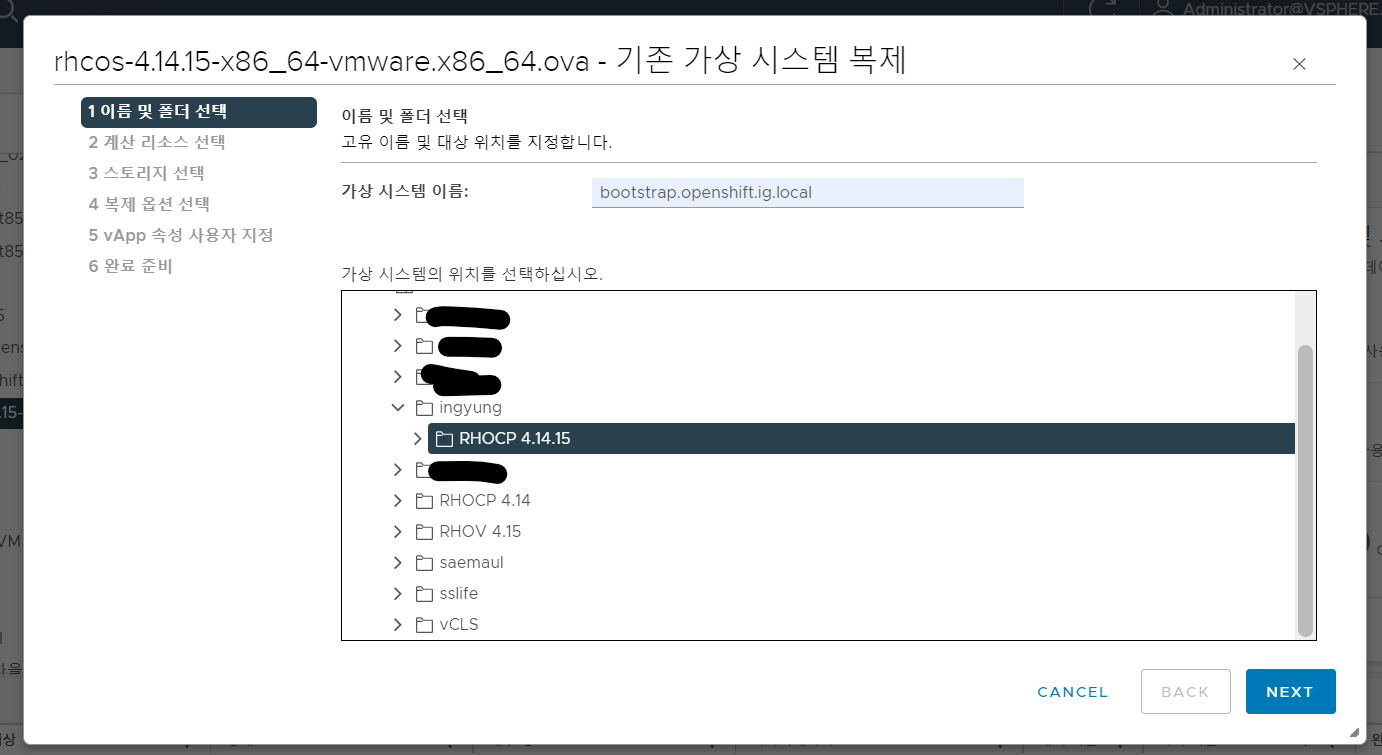 Administrator@VSPHERE.
rhcos-4.14.15-x86_64-vmware.x86_64.ova - 기존 가상 시스템 복제
1 이름 및 폴더 선택
2 계산 리소스 선택
3 스토리지 선택
4 복제 옵션 선택
5 vApp 속성 사용자 지정
6 완료 준비
이름 및 폴더 선택
고유 이름 및 대상 위치를 지정합니다.
가상 시스템 이름:
bootstrap.openshift.ig.local
가상 시스템의 위치를 선택하십시오.
ingyung
RHOCP 4.14.15
RHOCP 4.14
RHOV 4.15
saemaul
sslife
vCLS
CANCEL
BACK
NEXT